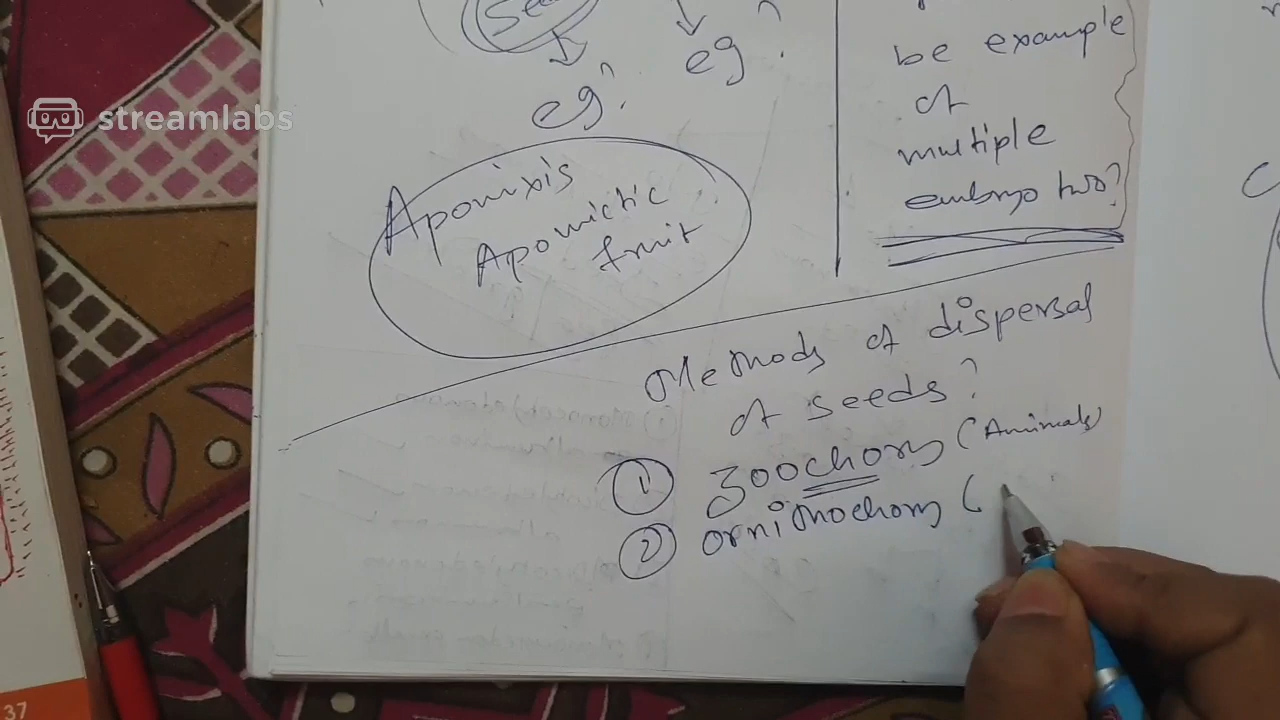 streamlabs
See
eg?
eg?
be example
of
multiple
embryo two?
Apomixis
Apomictic
fruit
Methods of dispersal
of seeds?
① Zoochory (Animals)
② ornithochory (
37